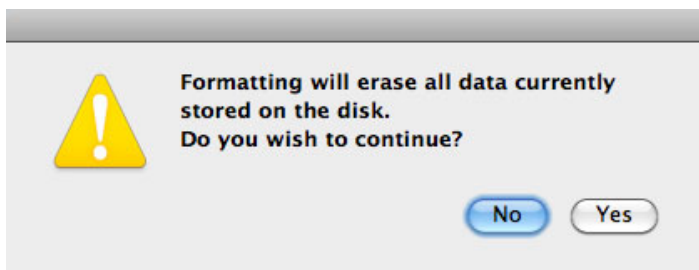 Formatting will erase all data currently
stored on the disk.
Do you wish to continue?
No Yes